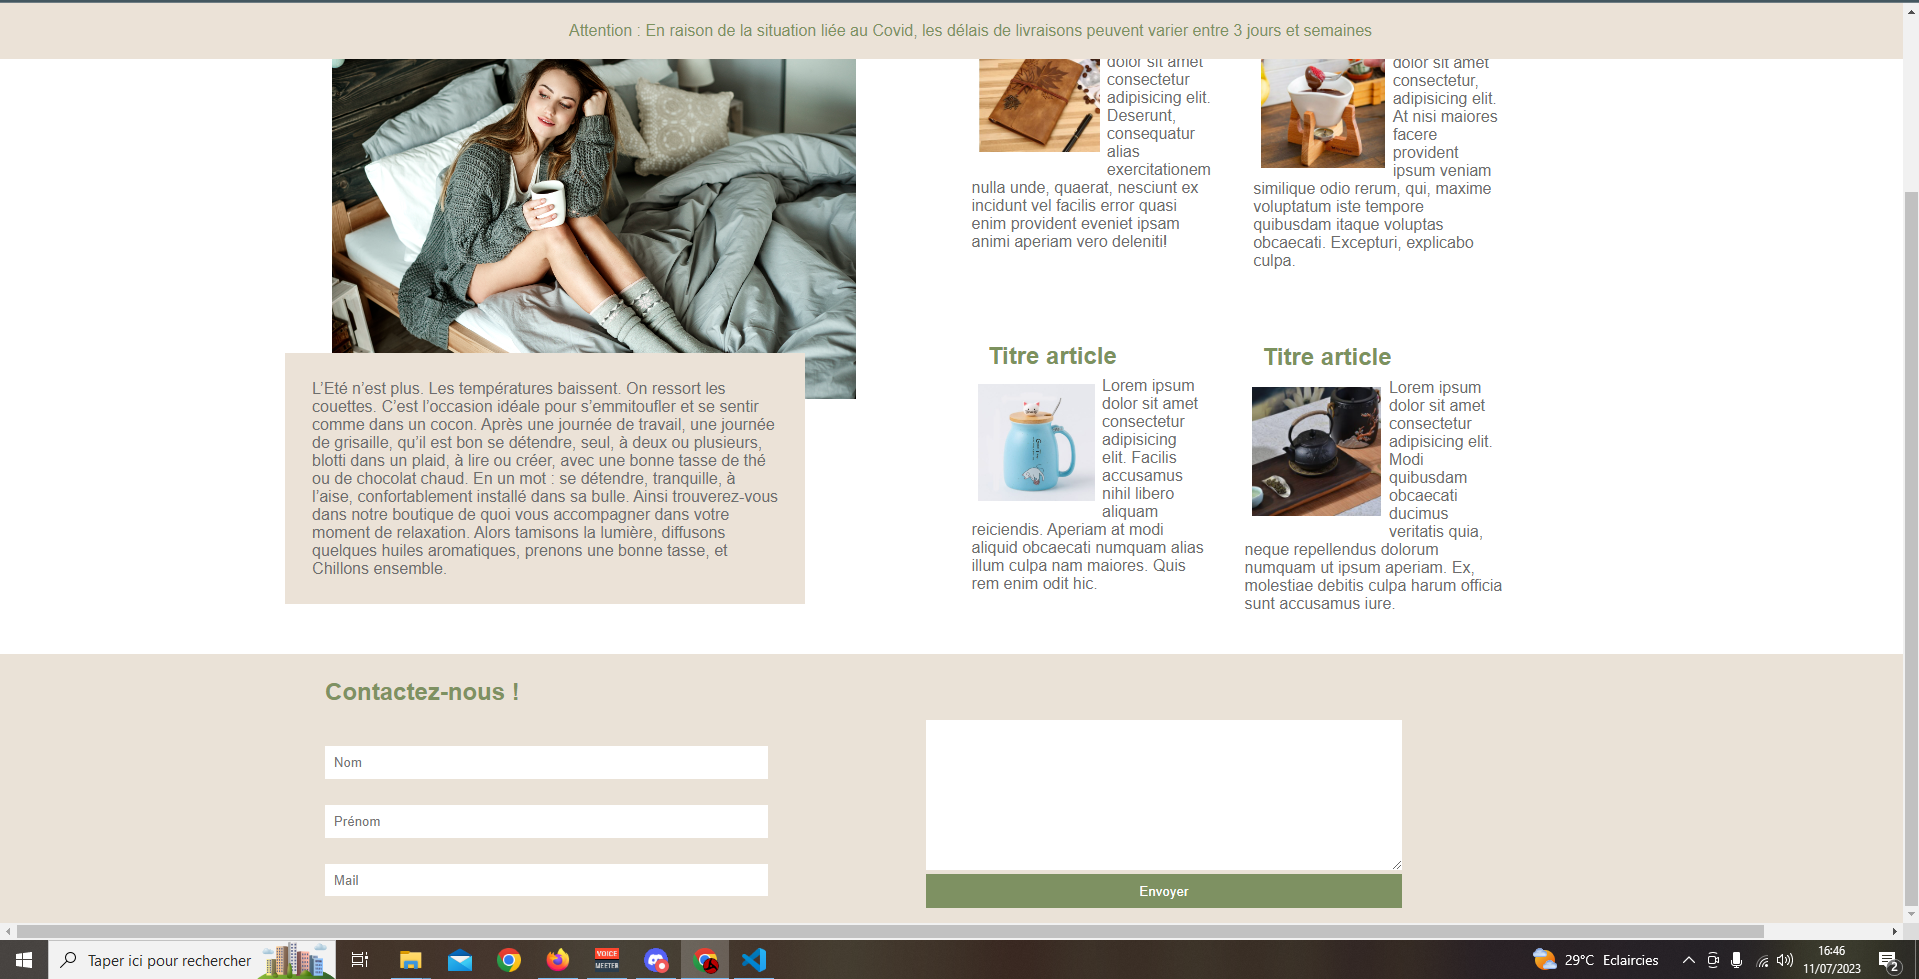 Attention : En raison de la situation liée au Covid, les délais de livraisons peuvent varier entre 3 jours et semaines
dolor sit amet
consectetur
adipisicing elit.
Deserunt,
consequatur
alias
exercitationem
nulla unde, quaerat, nesciunt ex
incidunt vel facilis error quasi
enim provident eveniet ipsam
animi aperiam vero deleniti!
dolor sit amet
consectetur,
adipisicing elit.
At nisi maiores
facere
provident
ipsum veniam
similique odio rerum, qui, maxime
voluptatum iste tempore
quibusdam itaque voluptas
obcaecati. Excepturi, explicabo
culpa.
L’Eté n’est plus. Les températures baissent. On ressort les
couettes. C’est l’occasion idéale pour s’emmitoufler et se sentir
comme dans un cocon. Après une journée de travail, une journée
de grisaille, qu’il est bon se détendre, seul, à deux ou plusieurs,
blotti dans un plaid, à lire ou créer, avec une bonne tasse de thé
ou de chocolat chaud. En un mot : se détendre, tranquille, à
l’aise, confortablement installé dans sa bulle. Ainsi trouverez-vous
dans notre boutique de quoi vous accompagner dans votre
moment de relaxation. Alors tamisons la lumière, diffusons
quelques huiles aromatiques, prenons une bonne tasse, et
Chillons ensemble.
Titre article
Lorem ipsum
dolor sit amet
consectetur
adipisicing
elit. Facilis
accusamus
nihil libero
aliquam
reiciendis. Aperiam at modi
aliquid obcaecati numquam alias
illum culpa nam maiores. Quis
rem enim odit hic.
Titre article
Lorem ipsum
dolor sit amet
consectetur
adipisicing elit.
Modi
quibusdam
obcaecati
ducimus
veritatis quia,
neque repellendus dolorum
numquam ut ipsum aperiam. Ex,
molestiae debitis culpa harum officia
sunt accusamus iure.
Contactez-nous !
Nom
Prénom
Mail
Envoyer
Taper ici pour rechercher
VOICE
MEETER
29°C Eclaircies
16:46
11/07/2023
2